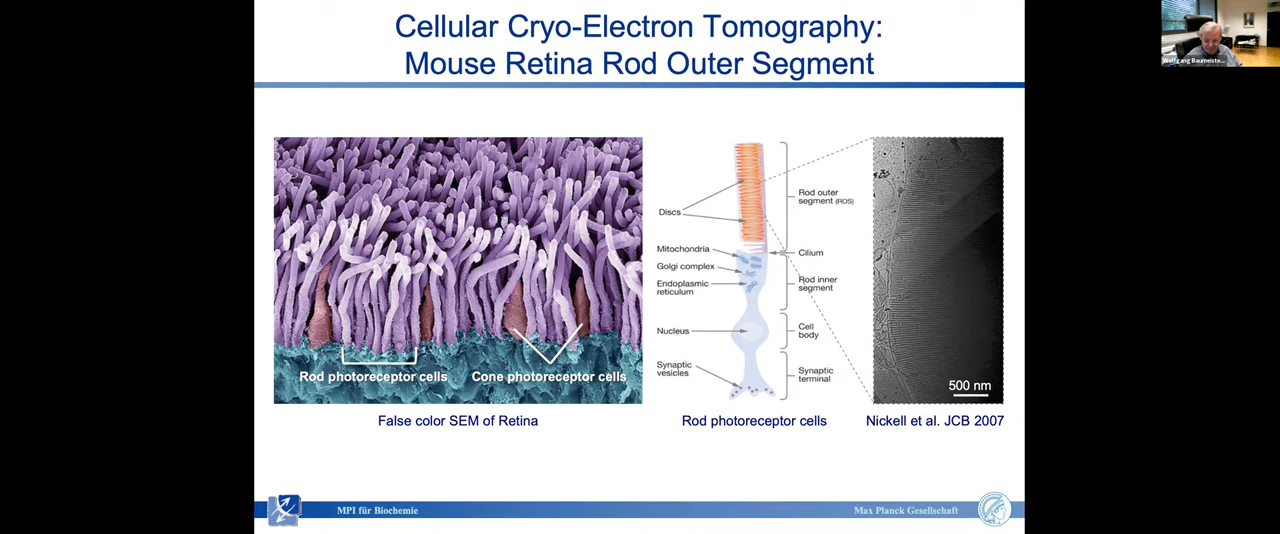 Cellular Cryo-Electron Tomography:
Mouse Retina Rod Outer Segment
Wolfgang Baumeiste...
Rod photoreceptor cells
Cone photoreceptor cells
False color SEM of Retina
Discs
Mitochondria
Golgi complex
Endoplasmic
reticulum
Nucleus
Synaptic
vesicles
Rod outer
segment (ROS)
Cilium
Rod inner
segment
Cell
body
Synaptic
terminal
Rod photoreceptor cells
500 nm
Nickell et al. JCB 2007
MPI für Biochemie
Max Planck Gesellschaft